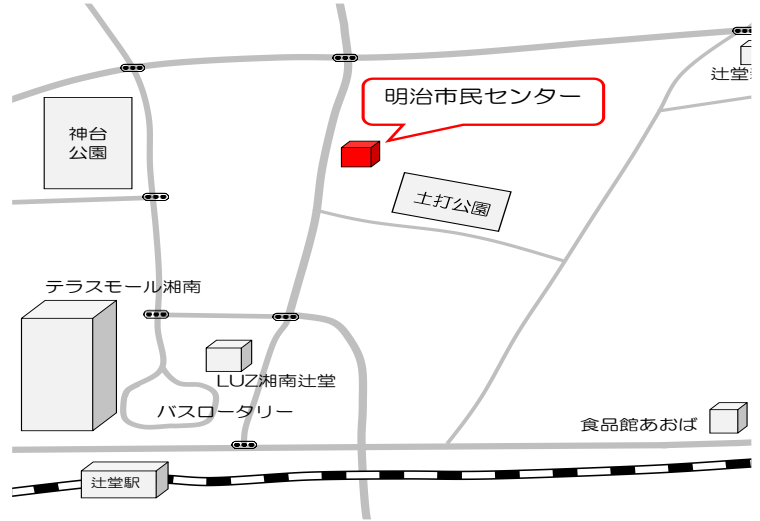 明治市民センター
辻堂
神台
公園
土打公園
テラスモール湘南
LUZ湘南辻堂
バスロータリー
食品館あおば
辻堂駅